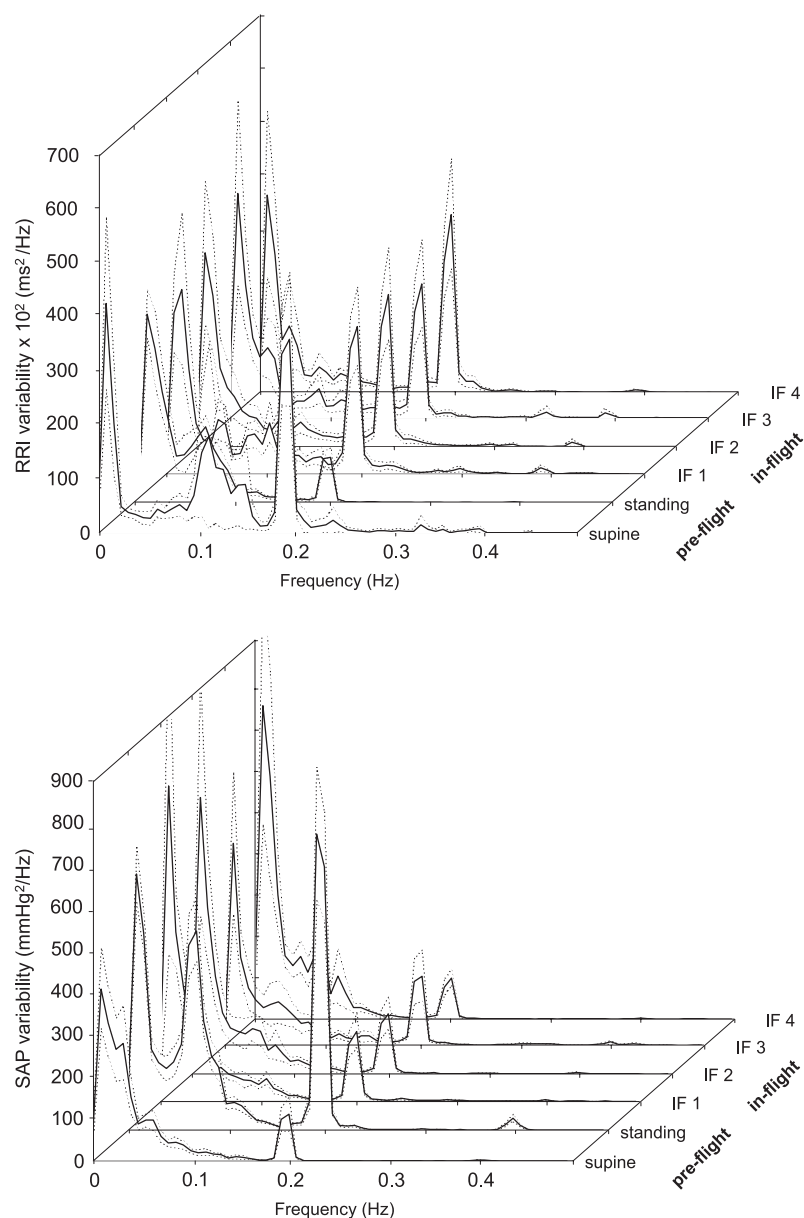 700
600
500
400
300
200
100
0
RRI variability x 10² (ms²/Hz)
0 0.1 0.2 0.3 0.4
Frequency (Hz)
IF 4
IF 3
IF 2
IF 1
standing
supine
in-flight
pre-flight
900
800
700
600
500
400
300
200
100
0
SAP variability (mmHg²/Hz)
0 0.1 0.2 0.3 0.4
Frequency (Hz)
IF 4
IF 3
IF 2
IF 1
standing
supine
in-flight
pre-flight